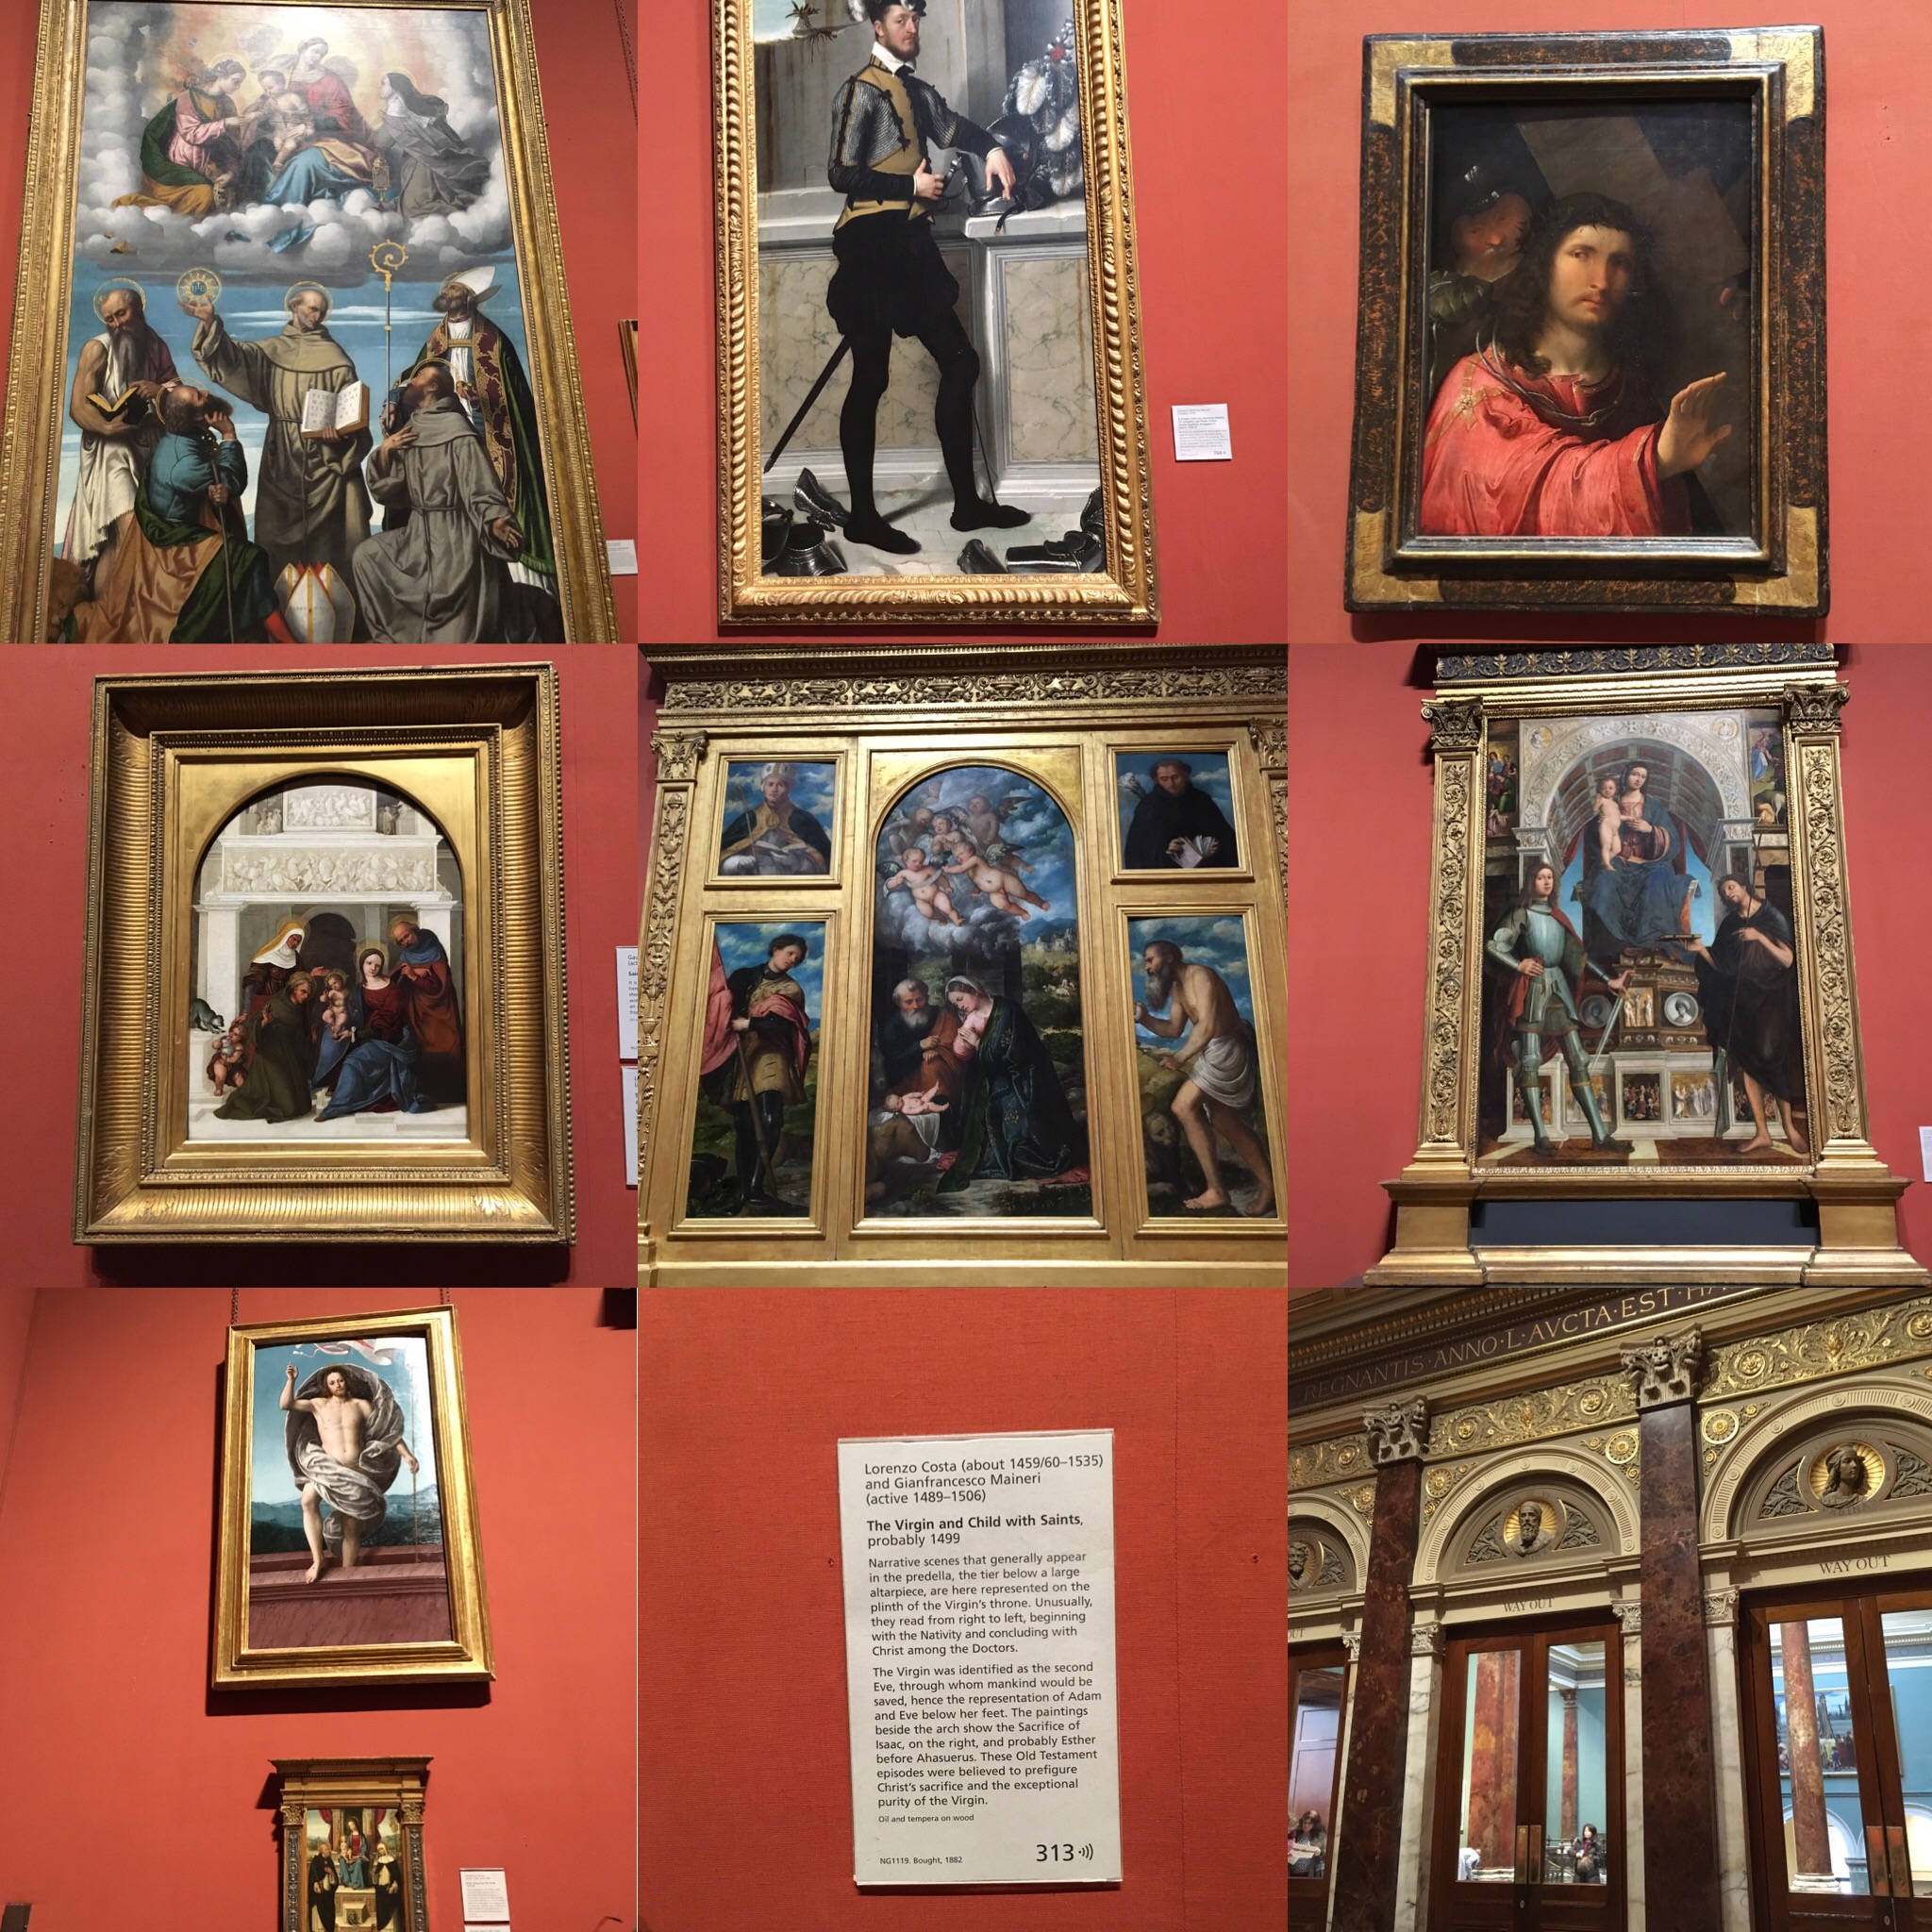 Lorenzo Costa (about 1459/60–1535)
and Gianfrancesco Maineri
(active 1489–1506)
The Virgin and Child with Saints,
probably 1499
Narrative scenes that generally appear
in the predella, the tier below a large
altarpiece, are here represented on the
plinth of the Virgin's throne. Unusually,
they read from right to left, beginning
with the Nativity and concluding with
Christ among the Doctors.
The Virgin was identified as the second
Eve, through whom mankind would be
saved, hence the representation of Adam
and Eve below her feet. The paintings
beside the arch show the Sacrifice of
Isaac, on the right, and probably Esther
before Ahasuerus. These Old Testament
episodes were believed to prefigure
Christ's sacrifice and the exceptional
purity of the Virgin.
Oil and tempera on wood
NG1119. Bought, 1882
313
REGNANTIS·ANNO·L·AVCTA·EST·
WAY OUT
WAY OUT